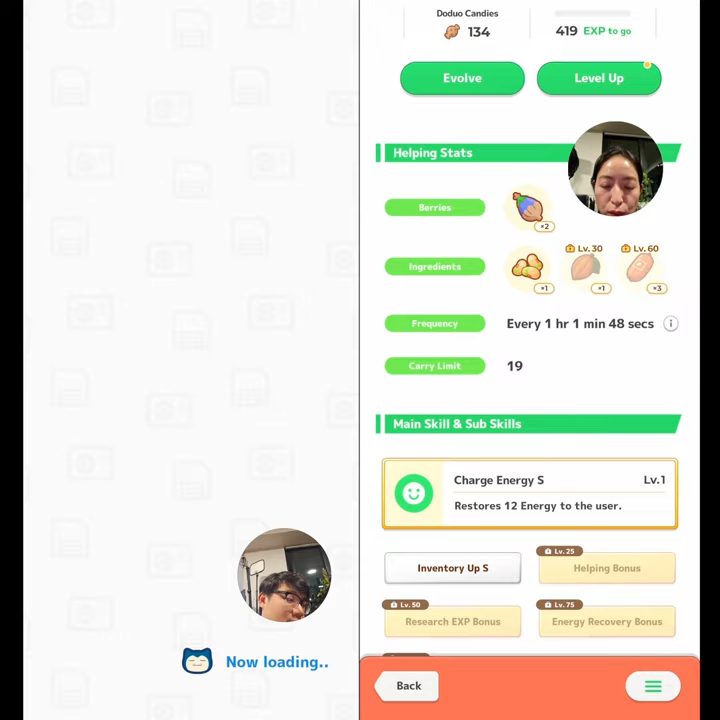 Doduo Candies
134
419 EXP to go
Evolve
Level Up
Helping Stats
Berries
×2
Ingredients
Lv. 30
Lv. 60
×1
×1
×3
Frequency
Every 1 hr 1 min 48 secs
Carry Limit
19
Main Skill & Sub Skills
Charge Energy S
Lv.1
Restores 12 Energy to the user.
Inventory Up S
Lv. 25
Helping Bonus
Lv. 50
Research EXP Bonus
Lv. 75
Energy Recovery Bonus
Now loading..
Back